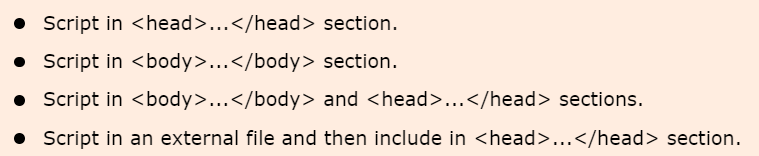 ● Script in <head>...</head> section.
● Script in <body>...</body> section.
● Script in <body>...</body> and <head>...</head> sections.
● Script in an external file and then include in <head>...</head> section.